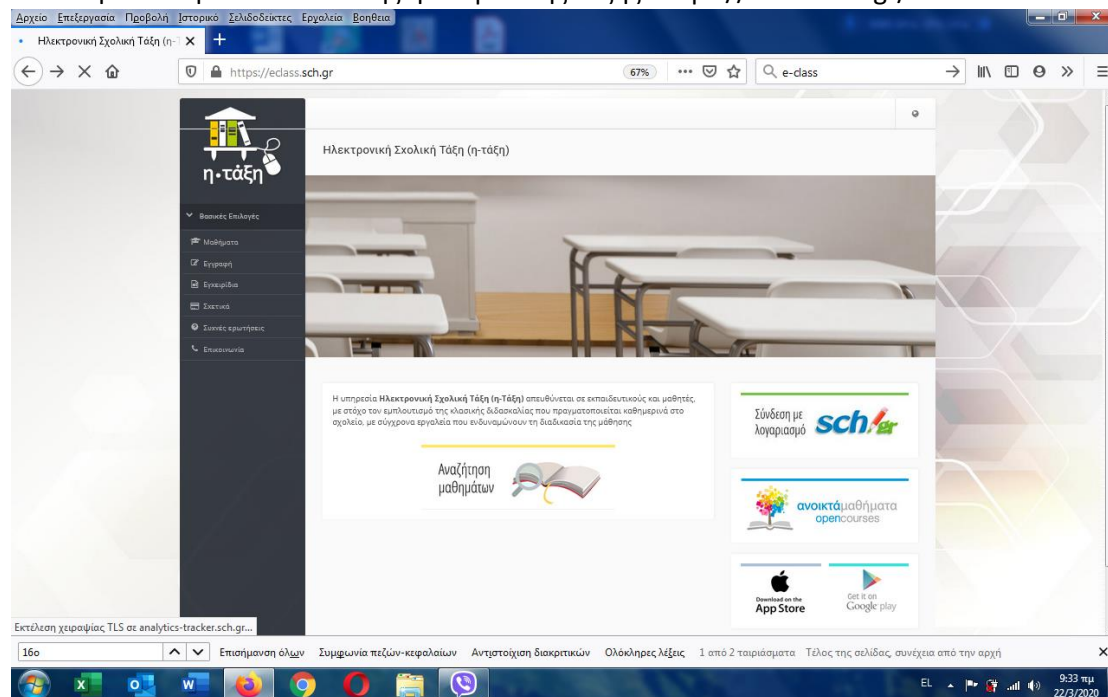 Αρχείο Επεξεργασία Προβολή Ιστορικό Σελιδοδείκτες Εργαλεία Βοήθεια
Ηλεκτρονική Σχολική Τάξη (η-Τ
https://eclass.sch.gr
67%
e-class
η·τάξη
Ηλεκτρονική Σχολική Τάξη (η-τάξη)
Βασικές Επιλογές
Μαθήματα
Εγγραφή
Εγχειρίδια
Σχετικά
Συχνές ερωτήσεις
Επικοινωνία
Η υπηρεσία Ηλεκτρονική Σχολική Τάξη (η-Τάξη) απευθύνεται σε εκπαιδευτικούς και μαθητές,
με στόχο τον εμπλουτισμό της κλασικής διδασκαλίας που πραγματοποιείται καθημερινά στο
σχολείο, με σύγχρονα εργαλεία που ενδυναμώνουν τη διαδικασία της μάθησης
Αναζήτηση
μαθημάτων
Σύνδεση με
λογαριασμό
sch.gr
ανοικτάμαθήματα
opencourses
Download on the
App Store
Get it on
Google play
Εκτέλεση χειραψίας TLS σε analytics-tracker.sch.gr...
16ο
Επισήμανση όλων Συμφωνία πεζών-κεφαλαίων Αντιστοίχιση διακριτικών Ολόκληρες λέξεις 1 από 2 ταιριάσματα Τέλος της σελίδας, συνέχεια από την αρχή
EL
9:33 πμ
22/3/2020